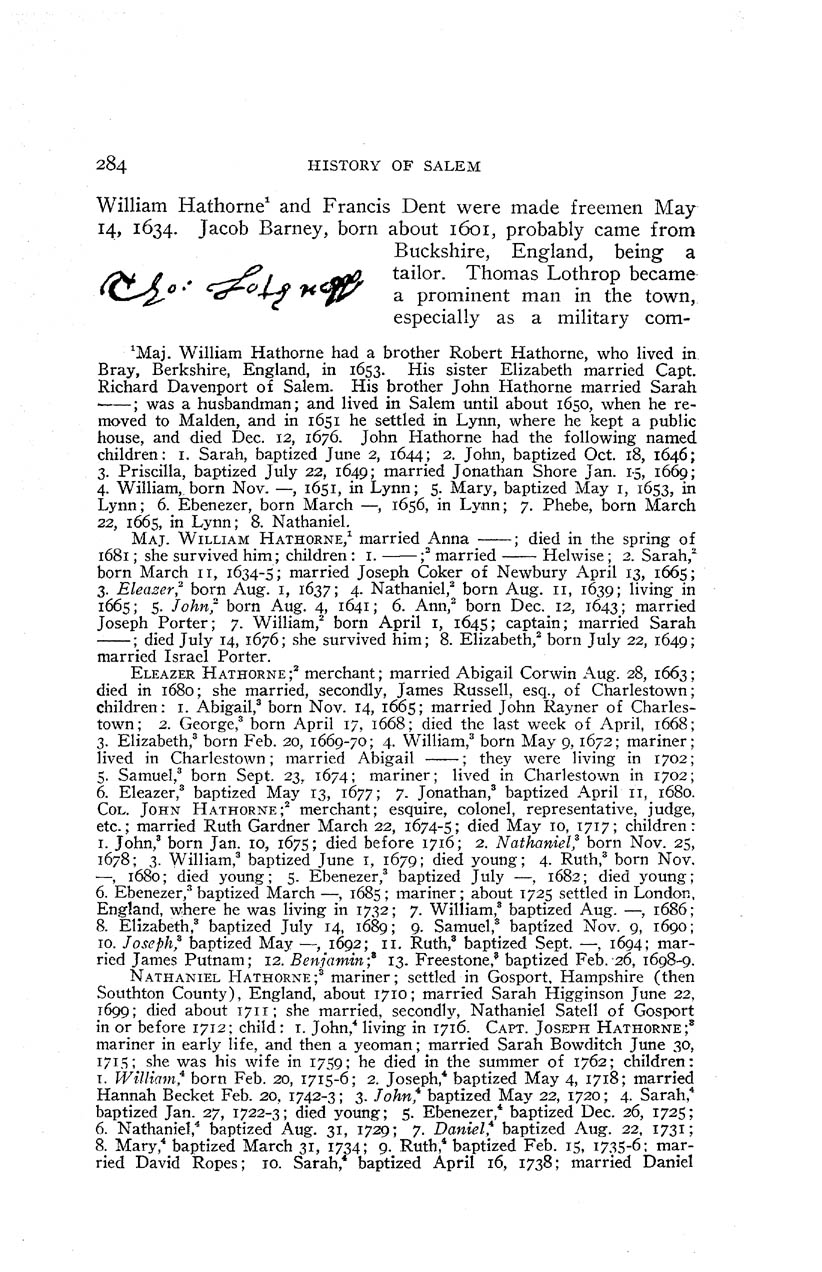 284 HISTORY OF SALEM
William Hathorne¹ and Francis Dent were made freemen May
14, 1634. Jacob Barney, born about 1601, probably came from
Buckshire, England, being a
tailor. Thomas Lothrop became
a prominent man in the town,
especially as a military com-
¹Maj. William Hathorne had a brother Robert Hathorne, who lived in
Bray, Berkshire, England, in 1653. His sister Elizabeth married Capt.
Richard Davenport of Salem. His brother John Hathorne married Sarah
——; was a husbandman; and lived in Salem until about 1650, when he re-
moved to Malden, and in 1651 he settled in Lynn, where he kept a public
house, and died Dec. 12, 1676. John Hathorne had the following named
children: 1. Sarah, baptized June 2, 1644; 2. John, baptized Oct. 18, 1646;
3. Priscilla, baptized July 22, 1649; married Jonathan Shore Jan. 15, 1669;
4. William, born Nov. —, 1651, in Lynn; 5. Mary, baptized May 1, 1653, in
Lynn; 6. Ebenezer, born March —, 1656, in Lynn; 7. Phebe, born March
22, 1665, in Lynn; 8. Nathaniel.
MAJ. WILLIAM HATHORNE,¹ married Anna ——; died in the spring of
1681; she survived him; children: 1. ——;² married —— Helwise; 2. Sarah,²
born March 11, 1634-5; married Joseph Coker of Newbury April 13, 1665;
3. Eleazer,² born Aug. 1, 1637; 4. Nathaniel,² born Aug. 11, 1639; living in
1665; 5. John,² born Aug. 4, 1641; 6. Ann,² born Dec. 12, 1643; married
Joseph Porter; 7. William,² born April 1, 1645; captain; married Sarah
——; died July 14, 1676; she survived him; 8. Elizabeth,² born July 22, 1649;
married Israel Porter.
ELEAZER HATHORNE;² merchant; married Abigail Corwin Aug. 28, 1663;
died in 1680; she married, secondly, James Russell, esq., of Charlestown;
children: 1. Abigail,³ born Nov. 14, 1665; married John Rayner of Charles-
town; 2. George,³ born April 17, 1668; died the last week of April, 1668;
3. Elizabeth,³ born Feb. 20, 1669-70; 4. William,³ born May 9, 1672; mariner;
lived in Charlestown; married Abigail ——; they were living in 1702;
5. Samuel,³ born Sept. 23, 1674; mariner; lived in Charlestown in 1702;
6. Eleazer,³ baptized May 13, 1677; 7. Jonathan,³ baptized April 11, 1680.
COL. JOHN HATHORNE;² merchant; esquire, colonel, representative, judge,
etc.; married Ruth Gardner March 22, 1674-5; died May 10, 1717; children:
1. John,³ born Jan. 10, 1675; died before 1716; 2. Nathaniel,³ born Nov. 25,
1678; 3. William,³ baptized June 1, 1679; died young; 4. Ruth,³ born Nov.
—, 1680; died young; 5. Ebenezer,³ baptized July —, 1682; died young;
6. Ebenezer,³ baptized March —, 1685; mariner; about 1725 settled in London,
England, where he was living in 1732; 7. William,³ baptized Aug. —, 1686;
8. Elizabeth,³ baptized July 14, 1689; 9. Samuel,³ baptized Nov. 9, 1690;
10. Joseph,³ baptized May —, 1692; 11. Ruth,³ baptized Sept. —, 1694; mar-
ried James Putnam; 12. Benjamin;³ 13. Freestone,³ baptized Feb. 26, 1698-9.
NATHANIEL HATHORNE;³ mariner; settled in Gosport, Hampshire (then
Southton County), England, about 1710; married Sarah Higginson June 22,
1699; died about 1711; she married, secondly, Nathaniel Satell of Gosport
in or before 1712; child: 1. John,⁴ living in 1716. CAPT. JOSEPH HATHORNE;³
mariner in early life, and then a yeoman; married Sarah Bowditch June 30,
1715; she was his wife in 1759; he died in the summer of 1762; children:
1. William,⁴ born Feb. 20, 1715-6; 2. Joseph,⁴ baptized May 4, 1718; married
Hannah Becket Feb. 20, 1742-3; 3. John,⁴ baptized May 22, 1720; 4. Sarah,⁴
baptized Jan. 27, 1722-3; died young; 5. Ebenezer,⁴ baptized Dec. 26, 1725;
6. Nathaniel,⁴ baptized Aug. 31, 1729; 7. Daniel,⁴ baptized Aug. 22, 1731;
8. Mary,⁴ baptized March 31, 1734; 9. Ruth,⁴ baptized Feb. 15, 1735-6; mar-
ried David Ropes; 10. Sarah,⁴ baptized April 16, 1738; married Daniel